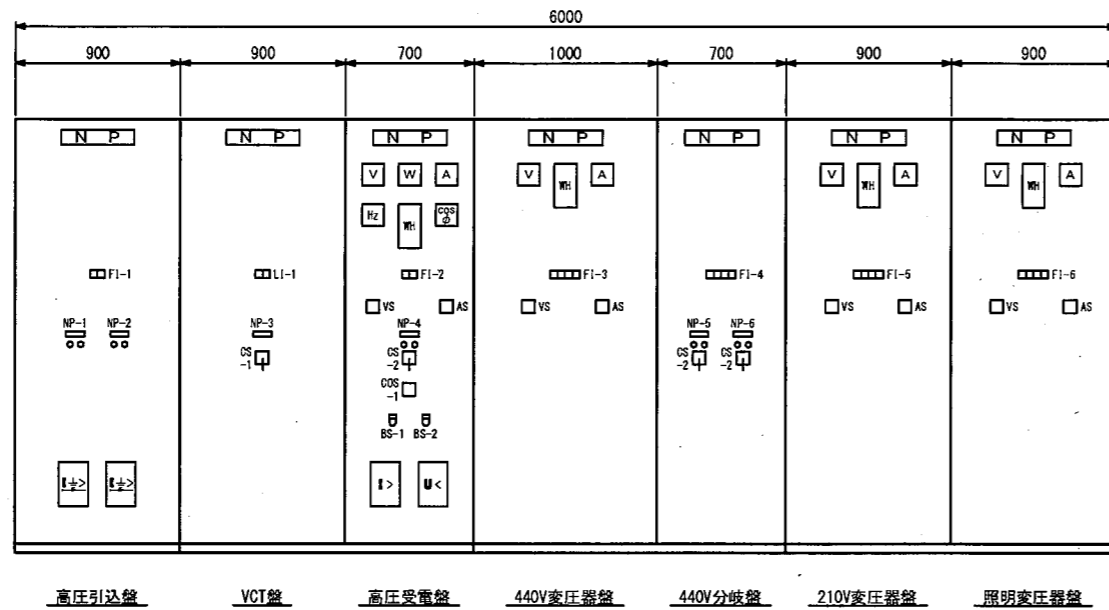 6000
900 900 700 1000 700 900 900
N P N P N P N P N P N P N P
V W A V WH A V WH A V WH A
Hz WH COSφ
FI-1 LI-1 FI-2 FI-3 FI-4 FI-5 FI-6
VS AS VS AS VS AS VS AS
NP-1 NP-2 NP-3 NP-4 NP-5 NP-6
CS-1 CS-2 CS-2 CS-2
COS-1
BS-1 BS-2
I⏚> I⏚> I> U<
高圧引込盤 VCT盤 高圧受電盤 440V変圧器盤 440V分岐盤 210V変圧器盤 照明変圧器盤